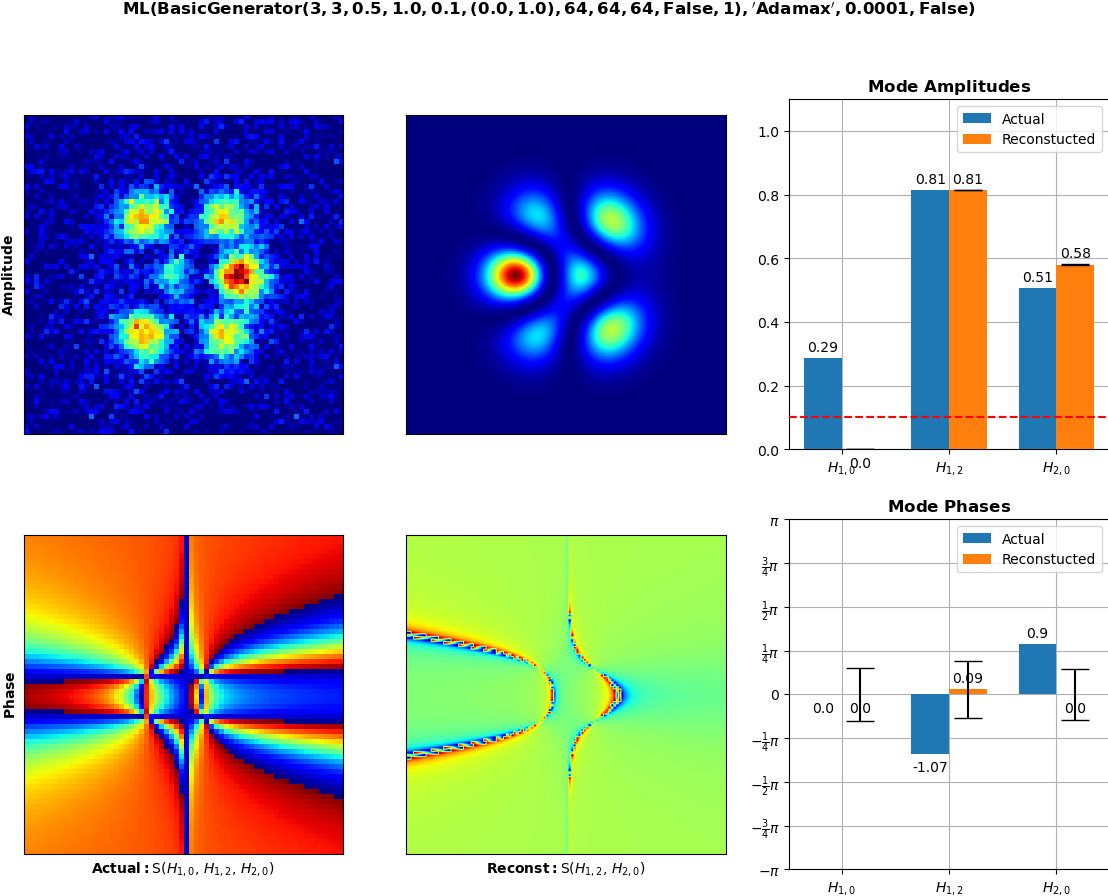 ML(BasicGenerator(3, 3, 0.5, 1.0, 0.1, (0.0, 1.0), 64, 64, 64, False, 1), ′Adamax′, 0.0001, False)
Amplitude
Mode Amplitudes
Actual
Reconstucted
1.0
0.8
0.6
0.4
0.2
0.0
0.29
0.0
0.81
0.81
0.51
0.58
H₁,₀
H₁,₂
H₂,₀
Phase
Actual: S(H₁,₀, H₁,₂, H₂,₀)
Reconst: S(H₁,₂, H₂,₀)
Mode Phases
Actual
Reconstucted
π
3/4π
1/2π
1/4π
0
−1/4π
−1/2π
−3/4π
−π
0.0
0.0
-1.07
0.09
0.9
0.0
H₁,₀
H₁,₂
H₂,₀